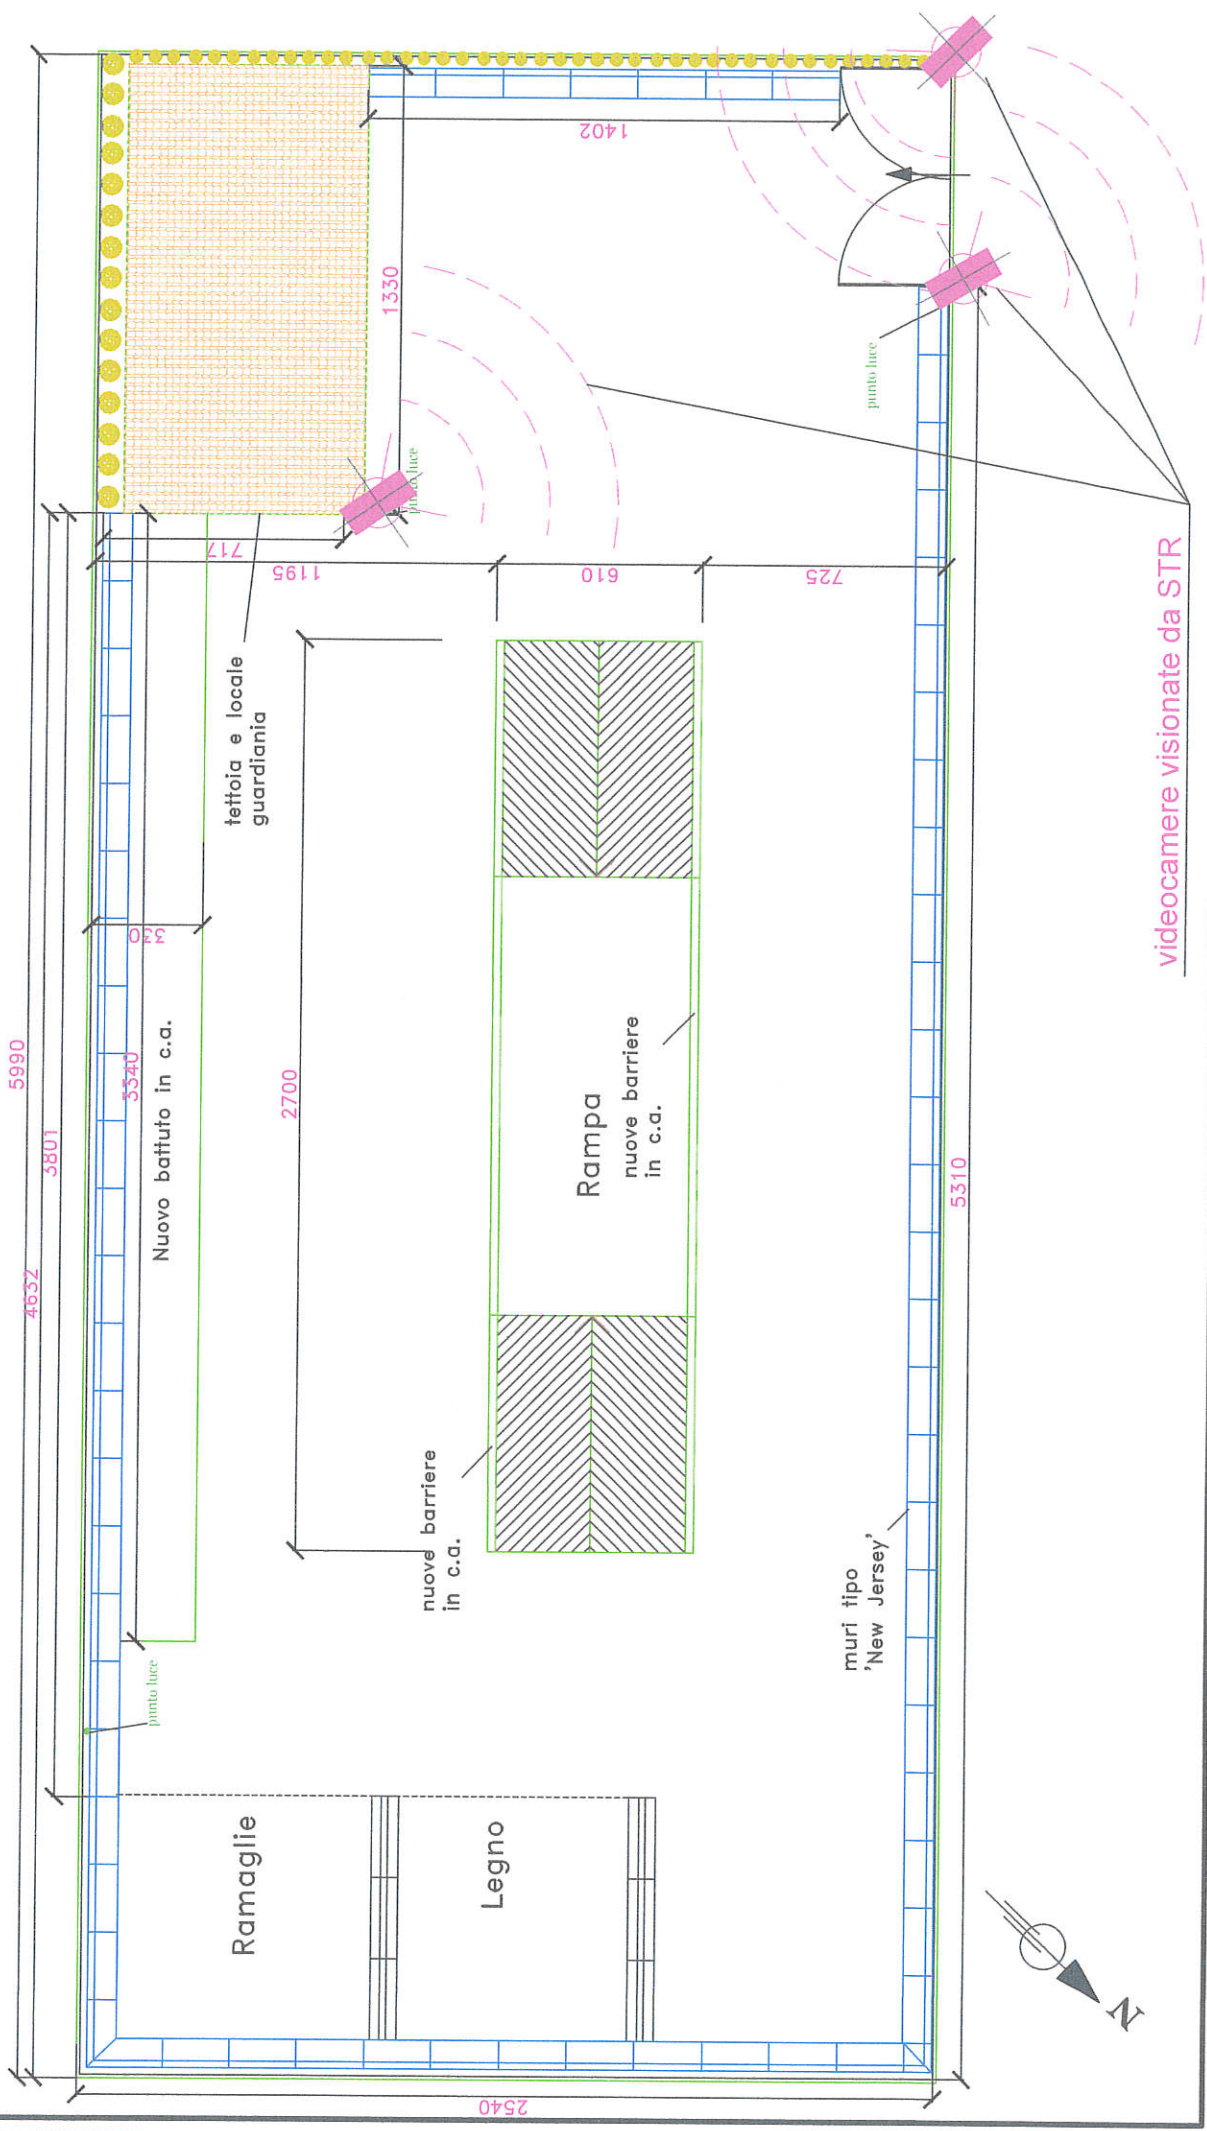 5990
4632
3801
3340
Nuovo battuto in c.a.
330
717
1195
610
725
1330
1402
punto luce
punto luce
punto luce
tettoia e locale
guardiania
2700
Rampa
nuove barriere
in c.a.
nuove barriere
in c.a.
muri tipo
'New Jersey'
5310
Ramaglie
Legno
2540
videocamere visionate da STR
N